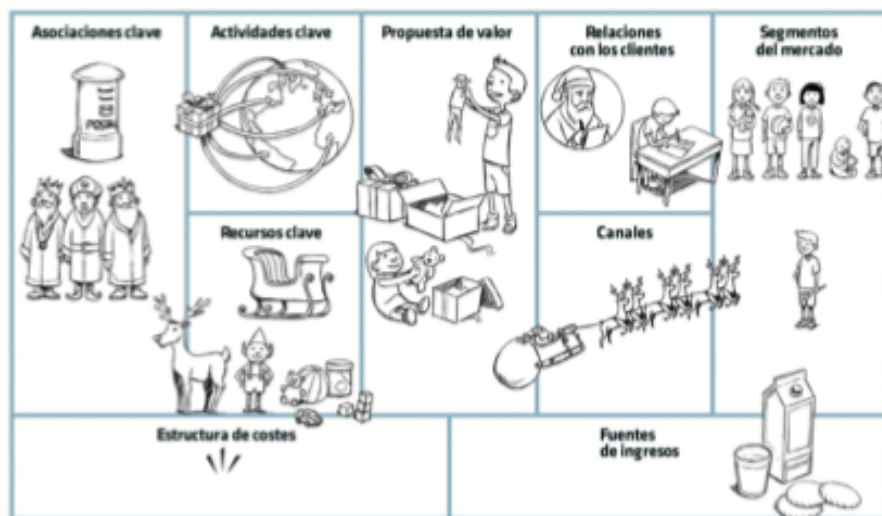 Asociaciones clave
Actividades clave
Propuesta de valor
Relaciones
con los clientes
Segmentos
del mercado
Recursos clave
Canales
Estructura de costes
Fuentes
de ingresos